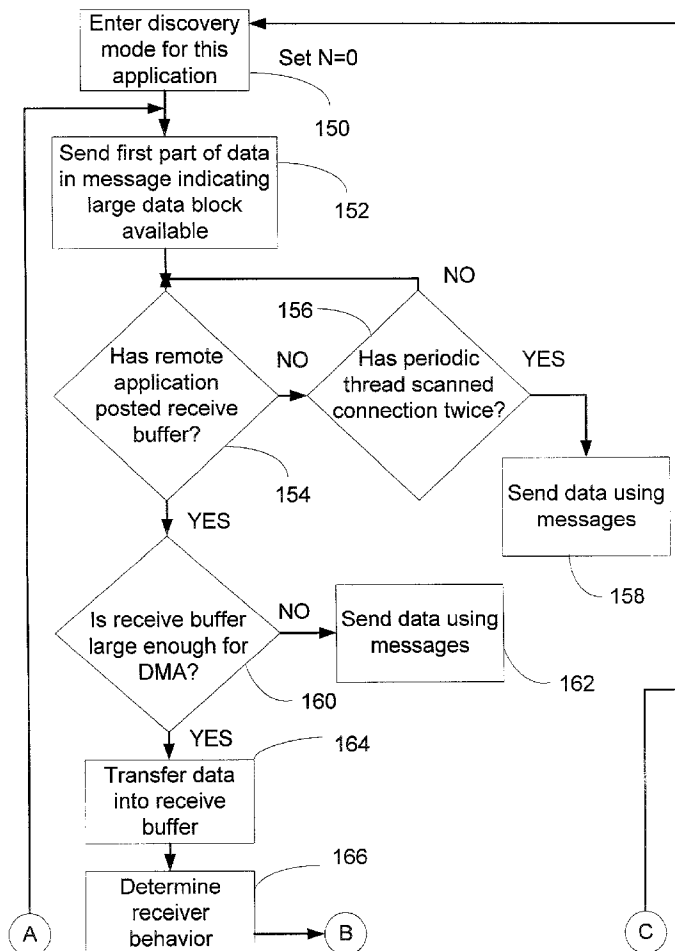 Enter discovery
mode for this
application
Set N=0
150
Send first part of data
in message indicating
large data block
available
152
NO
156
Has remote
application
posted receive
buffer?
NO
Has periodic
thread scanned
connection twice?
YES
154
YES
Send data using
messages
158
Is receive buffer
large enough for
DMA?
NO
Send data using
messages
160
162
YES
164
Transfer data
into receive
buffer
166
Determine
receiver
behavior
A
B
C